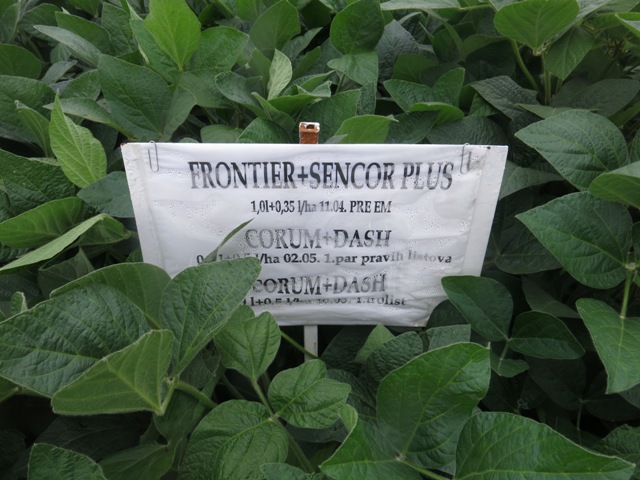 FRONTIER+SENCOR PLUS
1,0l+0,35 l/ha 11.04. PRE EM
CORUM+DASH
l/ha 02.05. 1.par pravih listova
CORUM+DASH